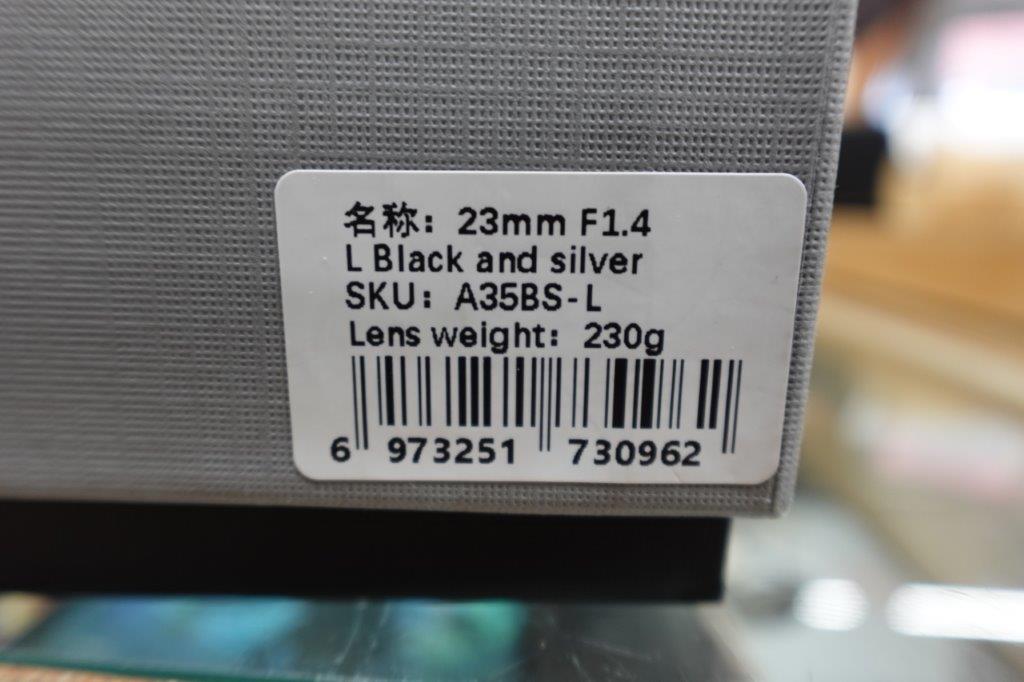 名称：23mm F1.4
L Black and silver
SKU：A35BS-L
Lens weight：230g
6 973251 730962